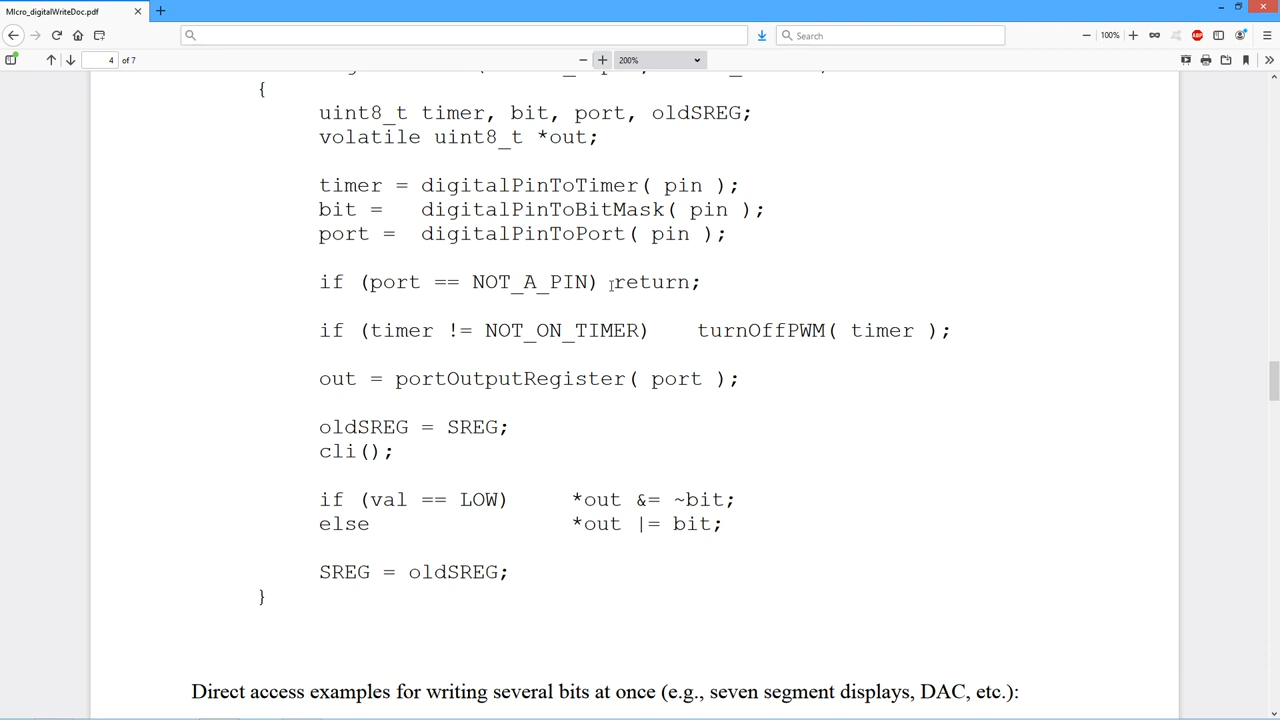 MIcro_digitalWriteDoc.pdf
Search
100%
4 of 7
200%
{
uint8_t timer, bit, port, oldSREG;
volatile uint8_t *out;
timer = digitalPinToTimer( pin );
bit =   digitalPinToBitMask( pin );
port =  digitalPinToPort( pin );
if (port == NOT_A_PIN) return;
if (timer != NOT_ON_TIMER)    turnOffPWM( timer );
out = portOutputRegister( port );
oldSREG = SREG;
cli();
if (val == LOW)     *out &= ~bit;
else                *out |= bit;
SREG = oldSREG;
}
Direct access examples for writing several bits at once (e.g., seven segment displays, DAC, etc.):